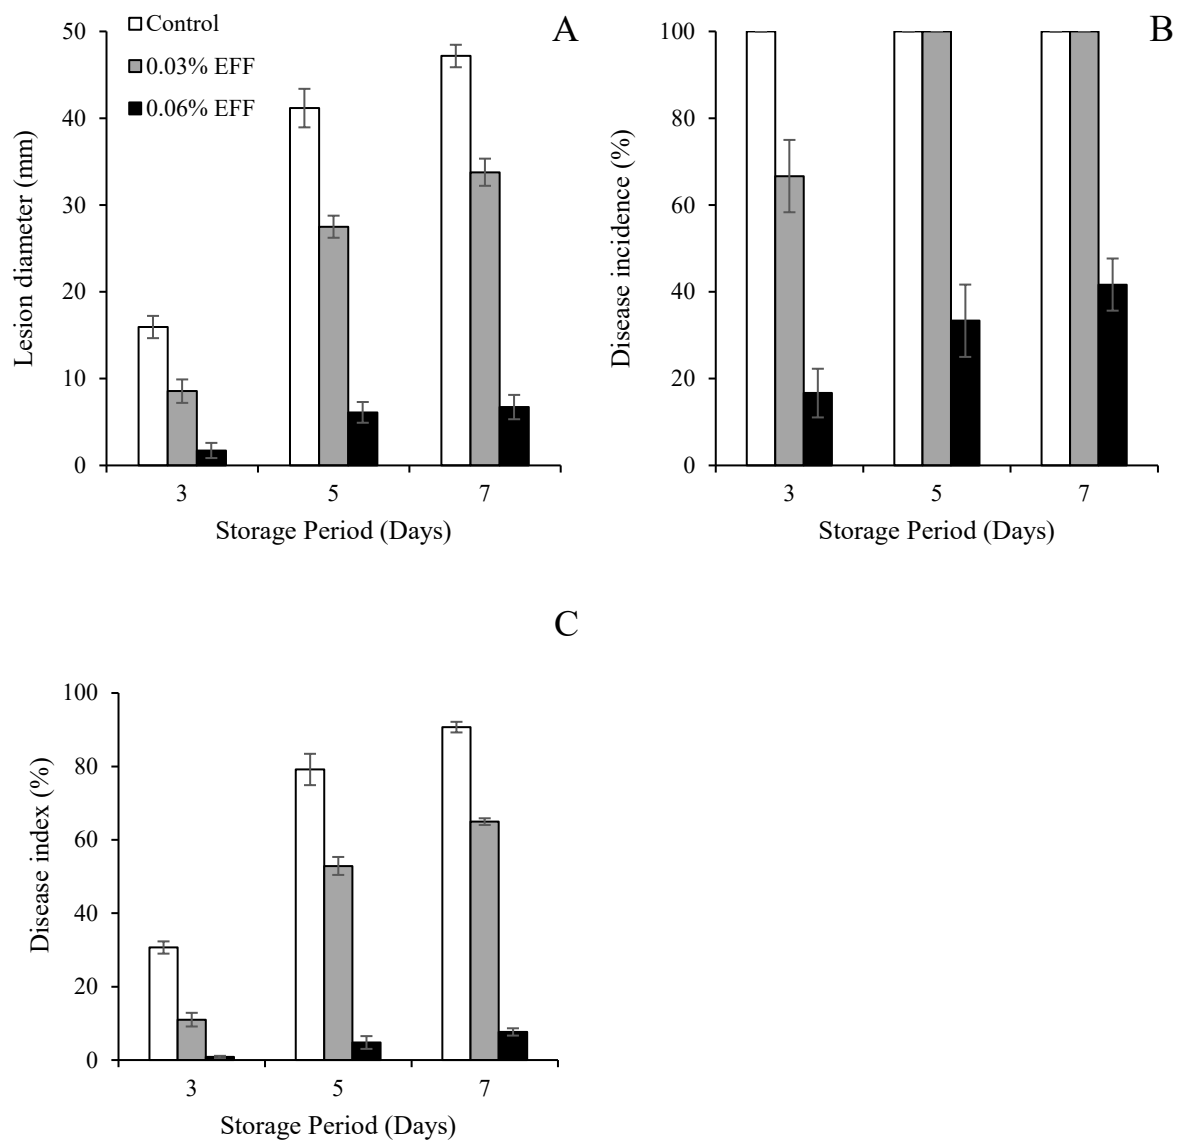 A
Control
0.03% EFF
0.06% EFF
Lesion diameter (mm)
50
40
30
20
10
0
3 5 7
Storage Period (Days)
B
Disease incidence (%)
100
80
60
40
20
0
3 5 7
Storage Period (Days)
C
Disease index (%)
100
80
60
40
20
0
3 5 7
Storage Period (Days)